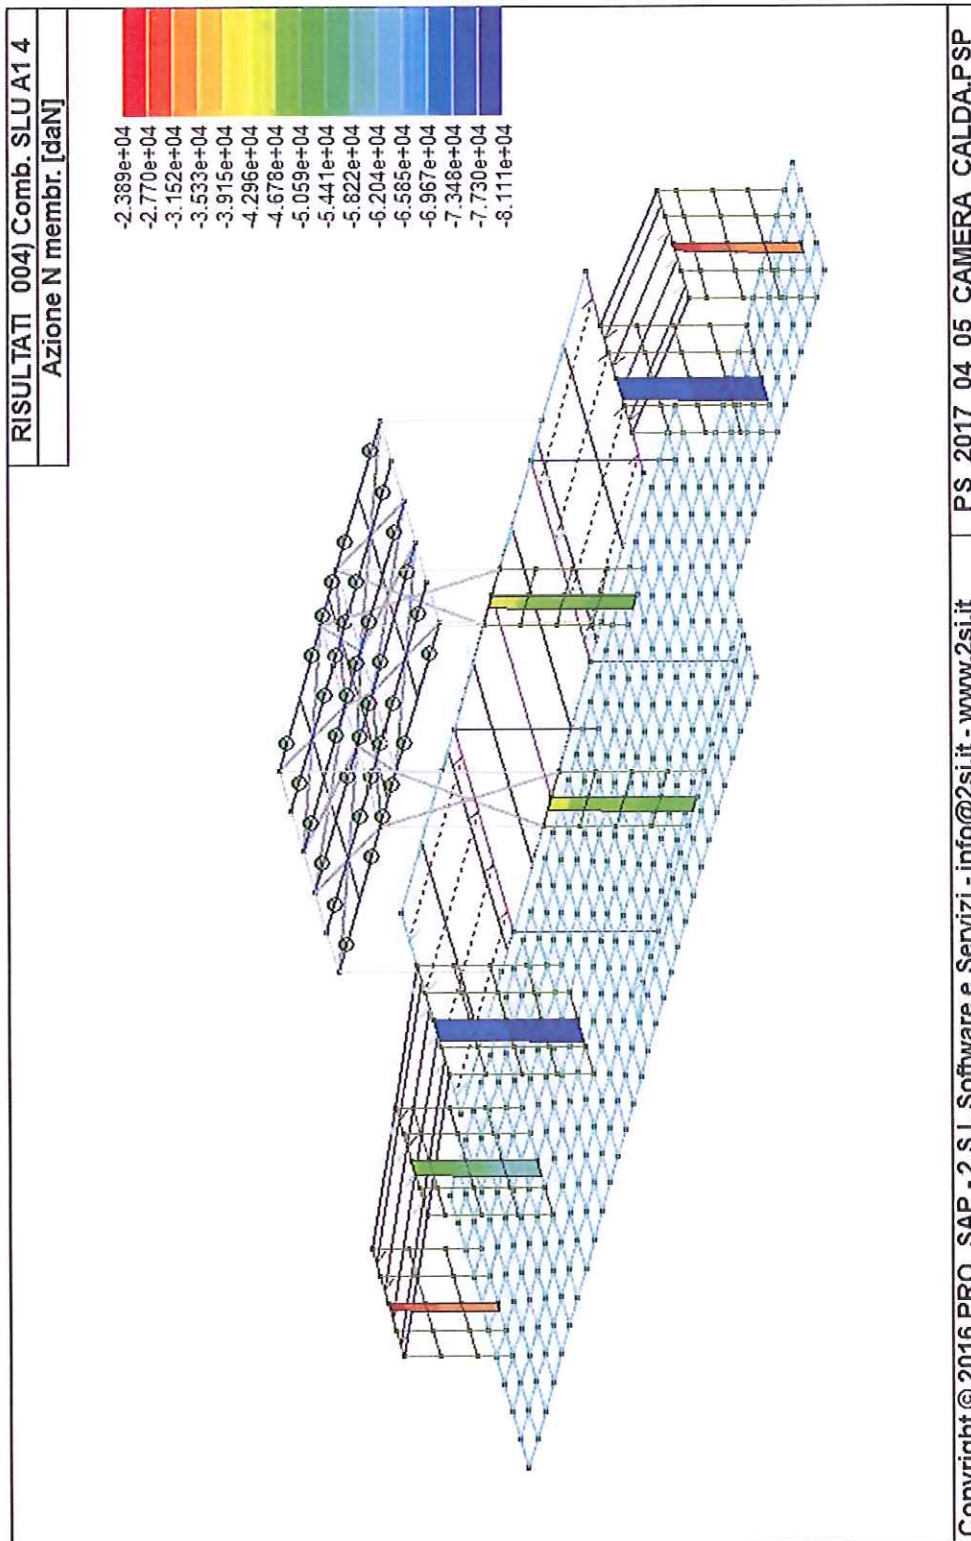 RISULTATI 004) Comb. SLU A1 4
Azione N membr. [daN]
-2.389e+04
-2.770e+04
-3.152e+04
-3.533e+04
-3.915e+04
-4.296e+04
-4.678e+04
-5.059e+04
-5.441e+04
-5.822e+04
-6.204e+04
-6.585e+04
-6.967e+04
-7.348e+04
-7.730e+04
-8.111e+04
Copyright © 2016 PRO_SAP - 2.S.I. Software e Servizi - info@2si.it - www.2si.it
PS_2017_04_05_CAMERA_CALDA.PSP